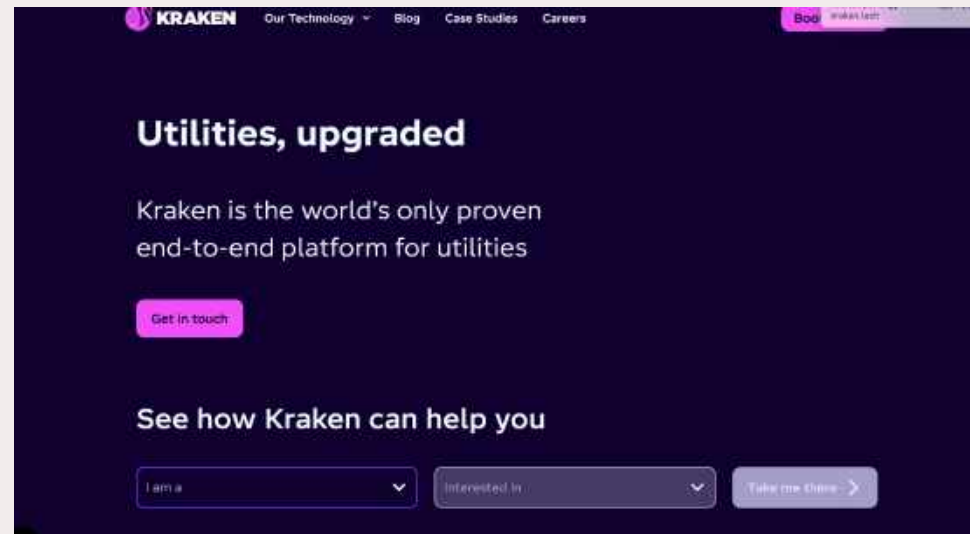 KRAKEN Our Technology Blog Case Studies Careers
Utilities, upgraded
Kraken is the world's only proven
end-to-end platform for utilities
Get in touch
See how Kraken can help you
I am a Interested in Take me there